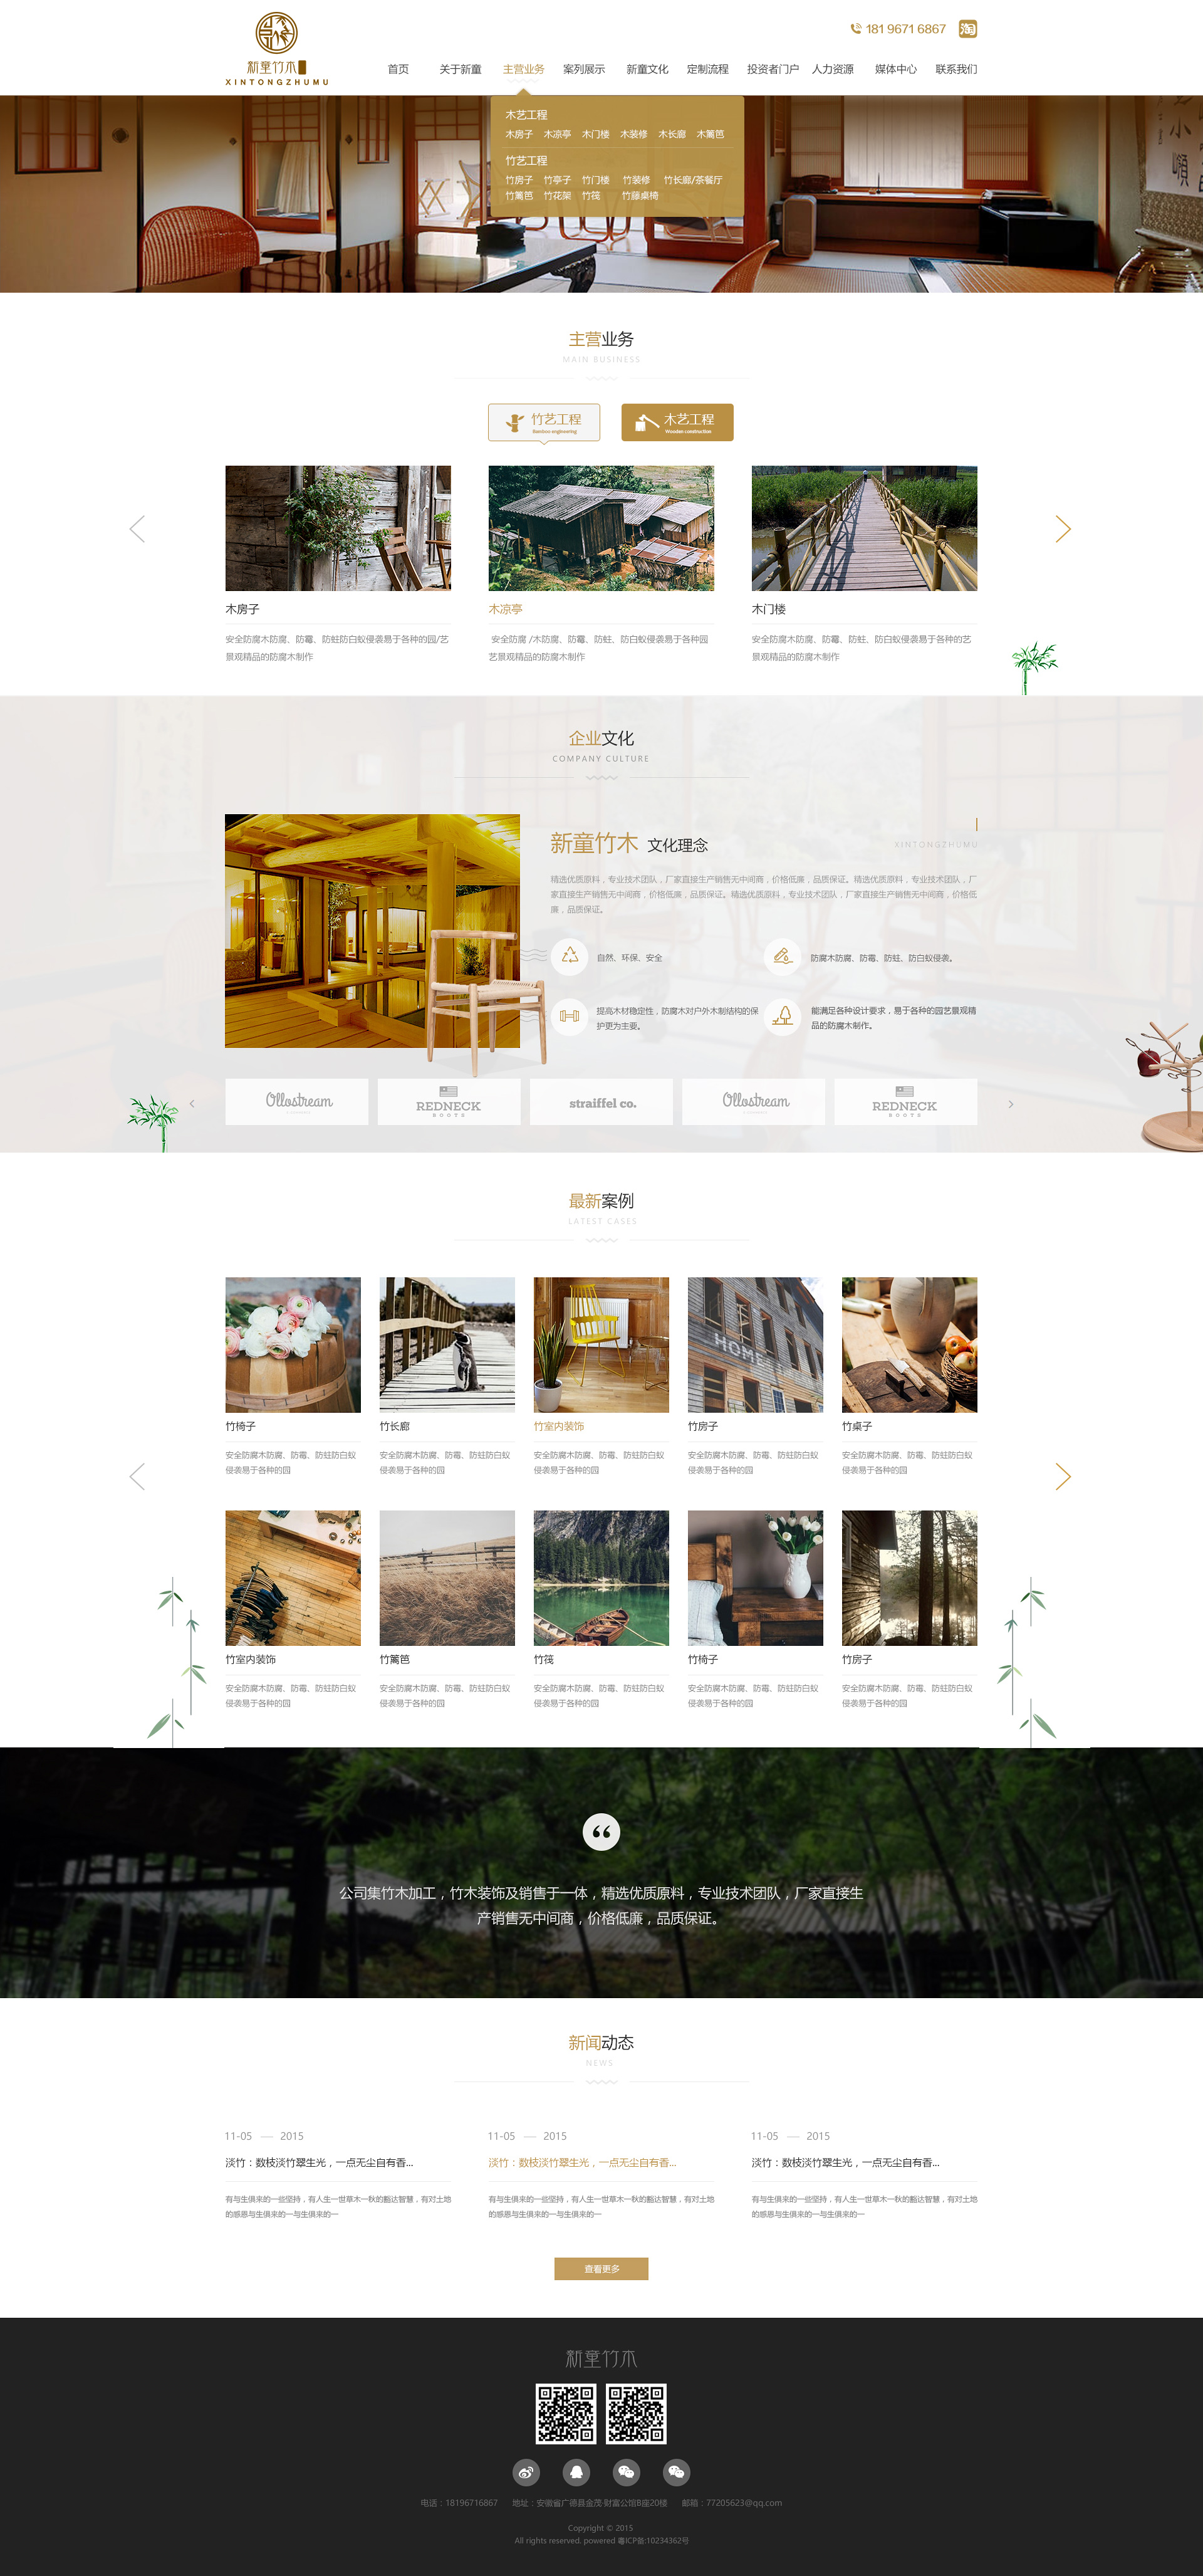 新童竹木
XINTONGZHUMU
181 9671 6867
淘
首页 关于新童 主营业务 案列展示 新童文化 定制流程 投资者门户 人力资源 媒体中心 联系我们
木艺工程
木房子 木凉亭 木门楼 木装修 木长廊 木篱笆
竹艺工程
竹房子 竹亭子 竹门楼 竹装修 竹长廊/茶餐厅
竹篱笆 竹花架 竹筏 竹藤桌椅
主营业务
MAIN BUSINESS
竹艺工程 木艺工程
Bamboo engineering Wooden construction
木房子 木凉亭 木门楼
安全防腐木防腐、防霉、防蛀防白蚁侵袭易于各种的园/艺
景观精品的防腐木制作
安全防腐 /木防腐、防霉、防蛀、防白蚁侵袭易于各种园
艺景观精品的防腐木制作
安全防腐木防腐、防霉、防蛀、防白蚁侵袭易于各种的艺
景观精品的防腐木制作
企业文化
COMPANY CULTURE
新童竹木 文化理念
XINTONGZHUMU
精选优质原料，专业技术团队，厂家直接生产销售无中间商，价格低廉，品质保证。精选优质原料，专业技术团队，厂
家直接生产销售无中间商，价格低廉，品质保证。精选优质原料，专业技术团队，厂家直接生产销售无中间商，价格低
廉，品质保证。
自然、环保、安全
防腐木防腐、防霉、防蛀、防白蚁侵袭。
提高木材稳定性，防腐木对户外木制结构的保
护更为主要。
能满足各种设计要求，易于各种的园艺景观精
品的防腐木制作。
Ollostream
REDNECK
BOOTS
straiffel co.
Ollostream
REDNECK
BOOTS
最新案例
LATEST CASES
HOME
竹椅子 竹长廊 竹室内装饰 竹房子 竹桌子
安全防腐木防腐、防霉、防蛀防白蚁
侵袭易于各种的园
安全防腐木防腐、防霉、防蛀防白蚁
侵袭易于各种的园
安全防腐木防腐、防霉、防蛀防白蚁
侵袭易于各种的园
安全防腐木防腐、防霉、防蛀防白蚁
侵袭易于各种的园
安全防腐木防腐、防霉、防蛀防白蚁
侵袭易于各种的园
竹室内装饰 竹篱笆 竹筏 竹椅子 竹房子
安全防腐木防腐、防霉、防蛀防白蚁
侵袭易于各种的园
安全防腐木防腐、防霉、防蛀防白蚁
侵袭易于各种的园
安全防腐木防腐、防霉、防蛀防白蚁
侵袭易于各种的园
安全防腐木防腐、防霉、防蛀防白蚁
侵袭易于各种的园
安全防腐木防腐、防霉、防蛀防白蚁
侵袭易于各种的园
公司集竹木加工，竹木装饰及销售于一体，精选优质原料，专业技术团队，厂家直接生
产销售无中间商，价格低廉，品质保证。
新闻动态
NEWS
11-05 — 2015
淡竹：数枝淡竹翠生光，一点无尘自有香...
有与生俱来的一些坚持，有人生一世草木一秋的豁达智慧，有对土地
的感恩与生俱来的一与生俱来的一
11-05 — 2015
淡竹：数枝淡竹翠生光，一点无尘自有香...
有与生俱来的一些坚持，有人生一世草木一秋的豁达智慧，有对土地
的感恩与生俱来的一与生俱来的一
11-05 — 2015
淡竹：数枝淡竹翠生光，一点无尘自有香...
有与生俱来的一些坚持，有人生一世草木一秋的豁达智慧，有对土地
的感恩与生俱来的一与生俱来的一
查看更多
新童竹木
电话：18196716867 地址：安徽省广德县金茂·财富公馆B座20楼 邮箱：77205623@qq.com
Copyright © 2015
All rights reserved. powered 粤ICP备:10234362号